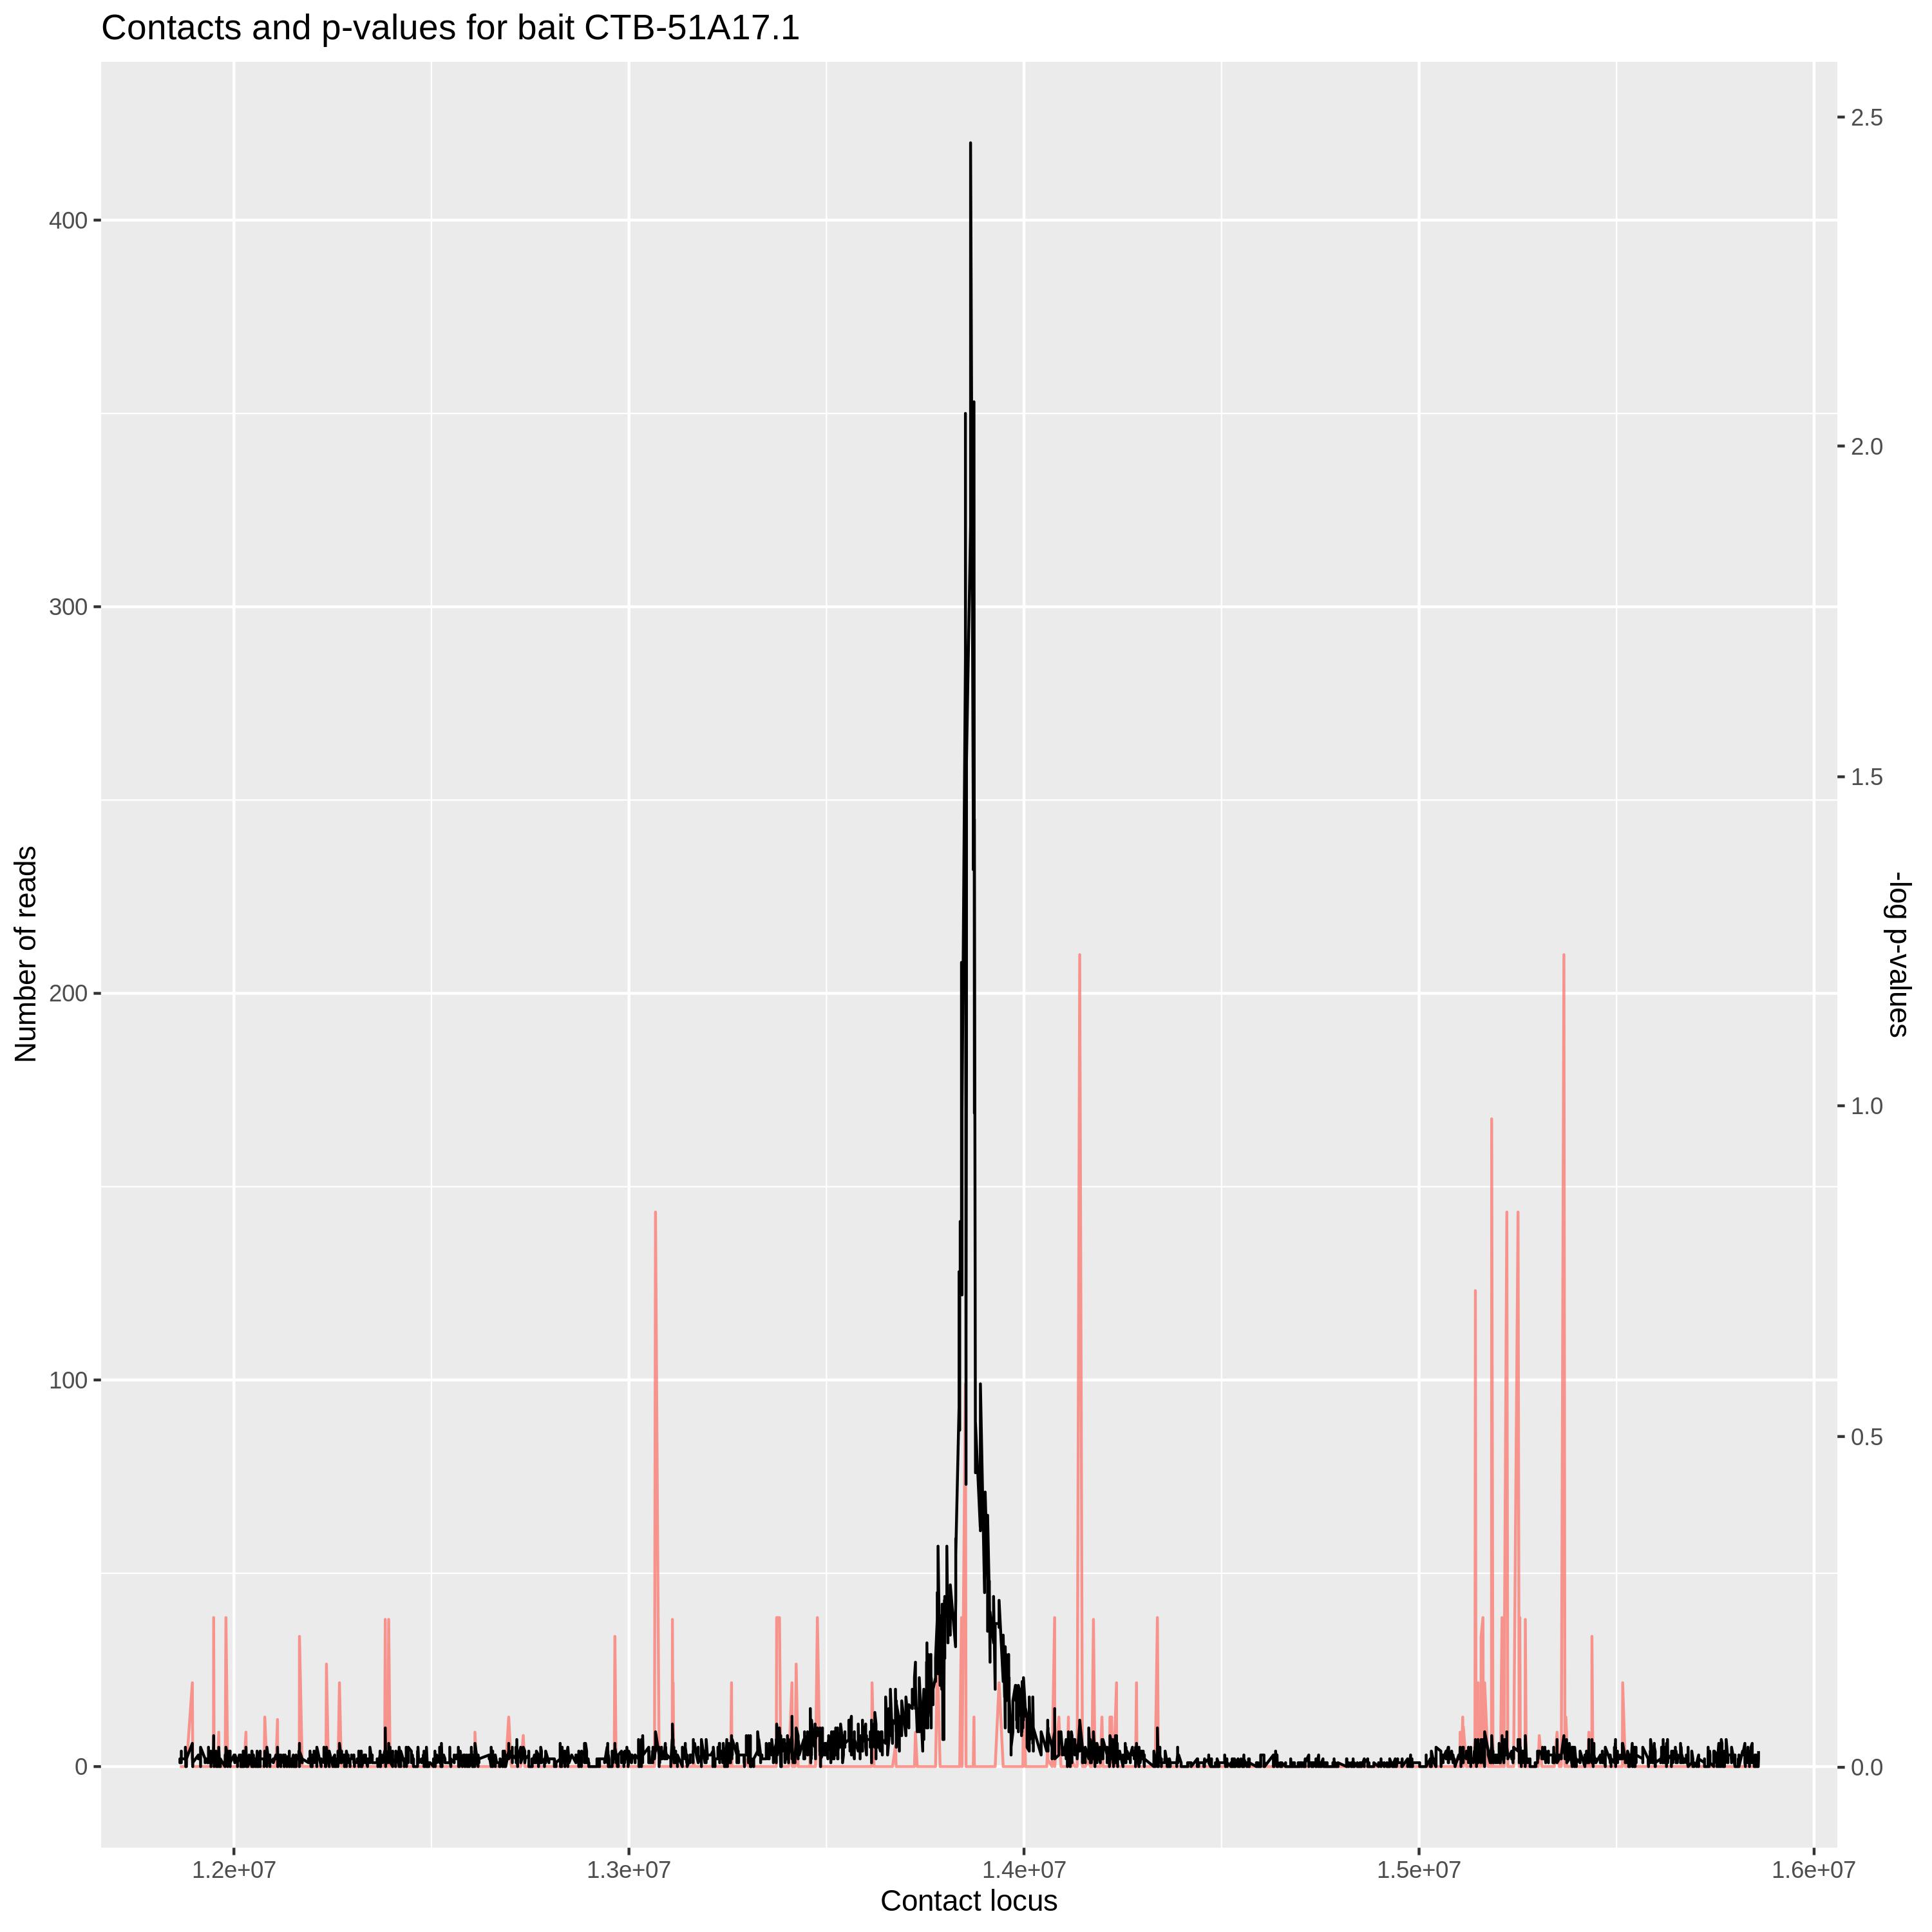 Contacts and p-values for bait CTB-51A17.1
2.5
400
2.0
300
1.5
Number of reads
-log p-values
200
1.0
100
0.5
0
0.0
1.2e+07 1.3e+07 1.4e+07 1.5e+07 1.6e+07
Contact locus